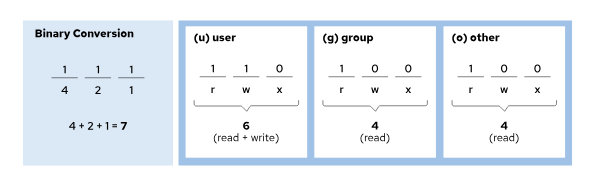 Binary Conversion
1 1 1
4 2 1
4 + 2 + 1 = 7
(u) user
1 1 0
r w x
6
(read + write)
(g) group
1 0 0
r w x
4
(read)
(o) other
1 0 0
r w x
4
(read)